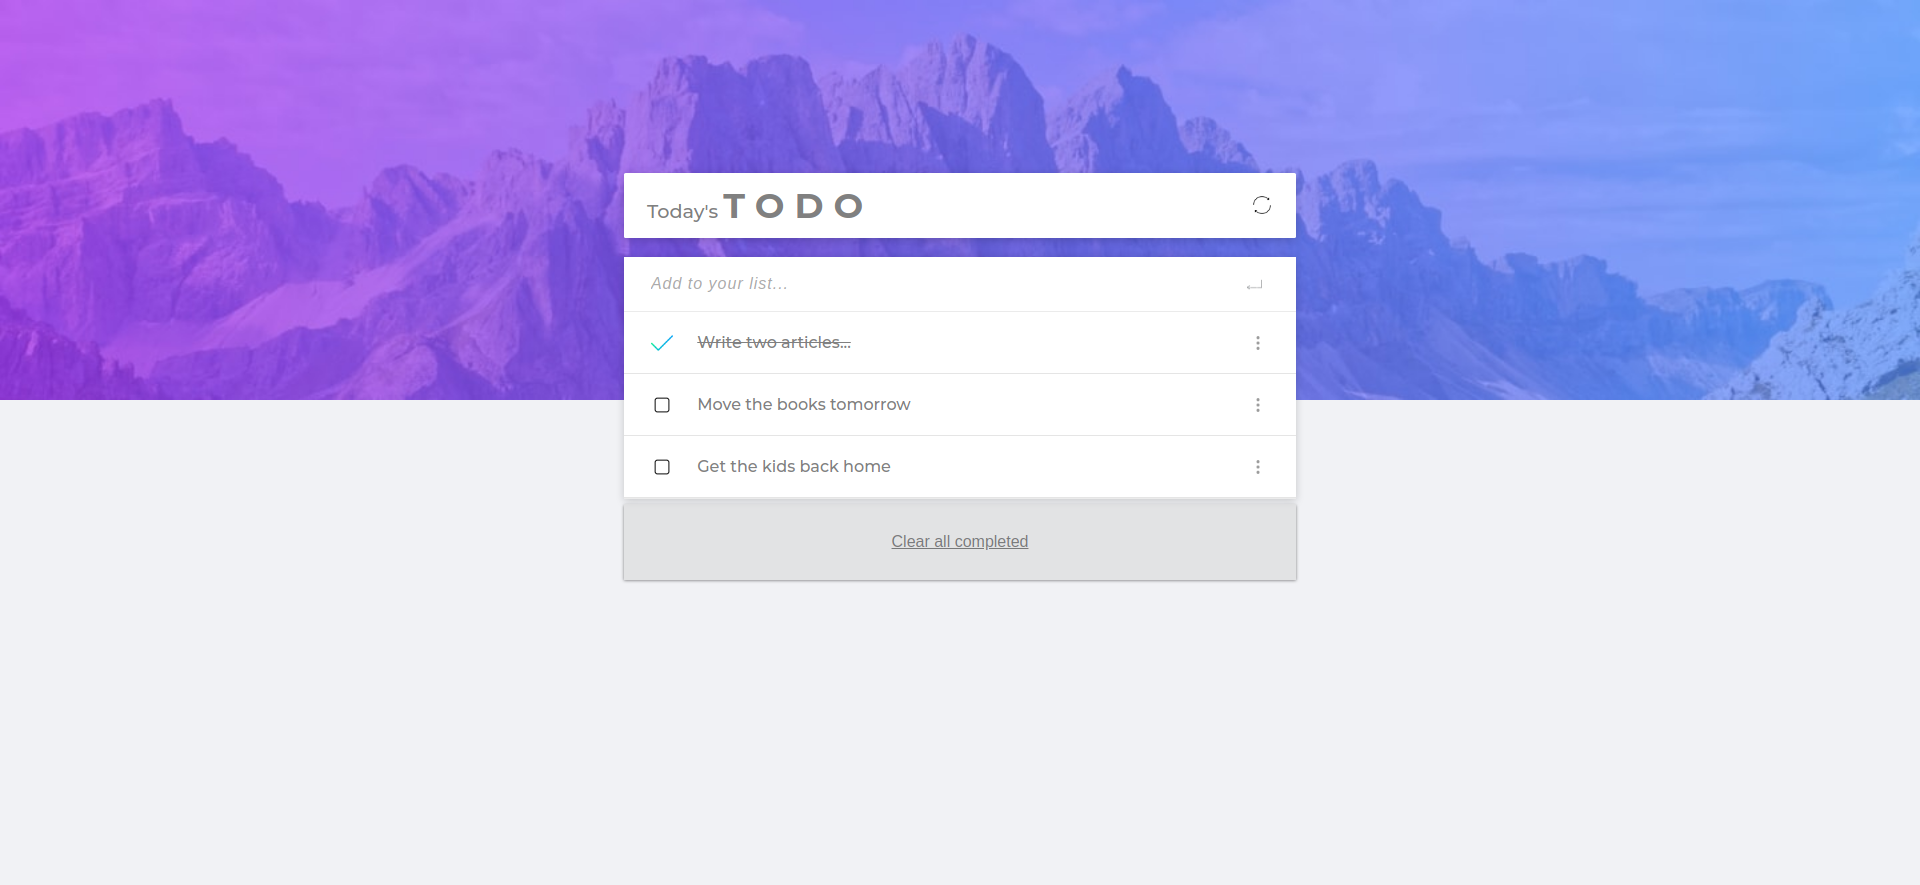 Today's TODO
Add to your list...
Write two articles...
Move the books tomorrow
Get the kids back home
Clear all completed